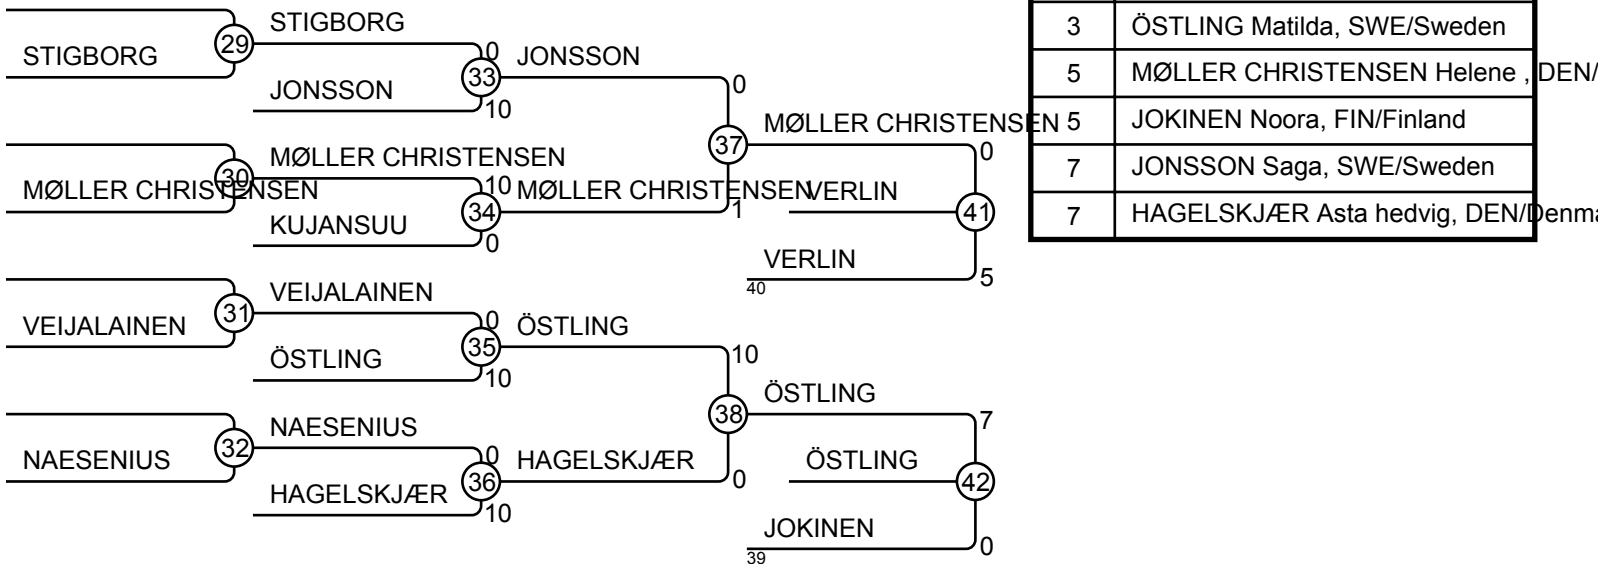 STIGBORG
29
STIGBORG
0
JONSSON
33
10
JONSSON
0
MØLLER CHRISTENSEN
30
MØLLER CHRISTENSEN
10
KUJANSUU
34
0
MØLLER CHRISTENSEN
37
1
MØLLER CHRISTENSEN
0
VERLIN
41
VERLIN
40
5
VEIJALAINEN
31
VEIJALAINEN
0
ÖSTLING
35
10
ÖSTLING
10
NAESENIUS
32
NAESENIUS
0
HAGELSKJÆR
36
10
HAGELSKJÆR
38
0
ÖSTLING
7
ÖSTLING
42
JOKINEN
39
0
3 ÖSTLING Matilda, SWE/Sweden
5 MØLLER CHRISTENSEN Helene , DEN/
5 JOKINEN Noora, FIN/Finland
7 JONSSON Saga, SWE/Sweden
7 HAGELSKJÆR Asta hedvig, DEN/Denma